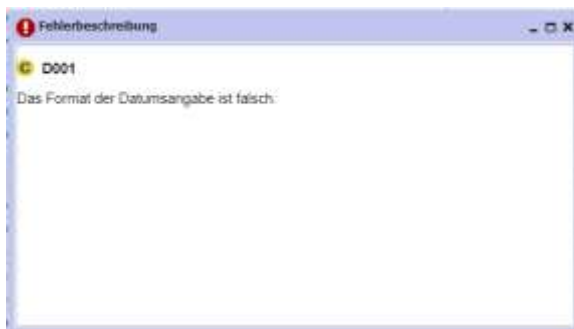 Fehlerbeschreibung
C D001
Das Format der Datumsangabe ist falsch.